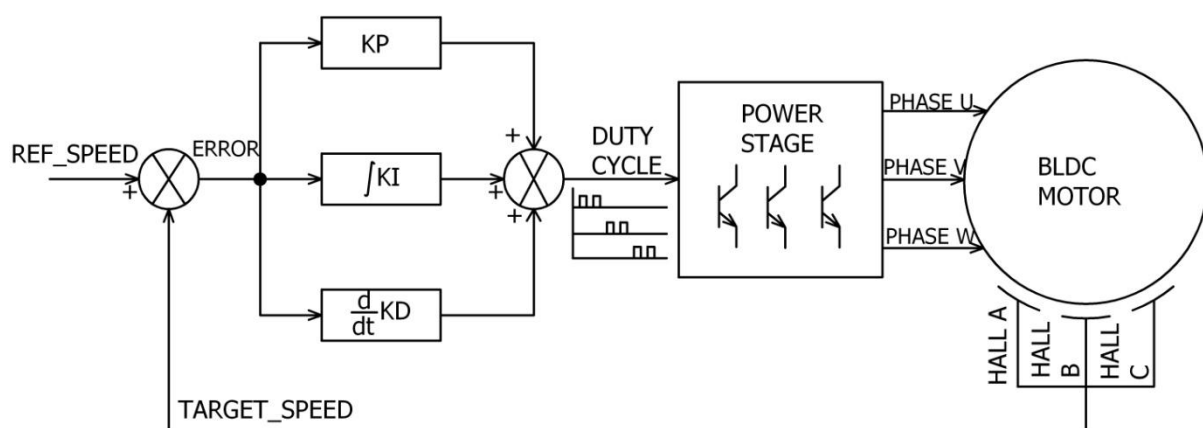 KP
REF_SPEED
+
ERROR
∫KI
+
+
+
DUTY
CYCLE
POWER
STAGE
PHASE U
PHASE V
PHASE W
BLDC
MOTOR
d
dt
KD
HALL A
HALL
B
HALL
C
TARGET_SPEED